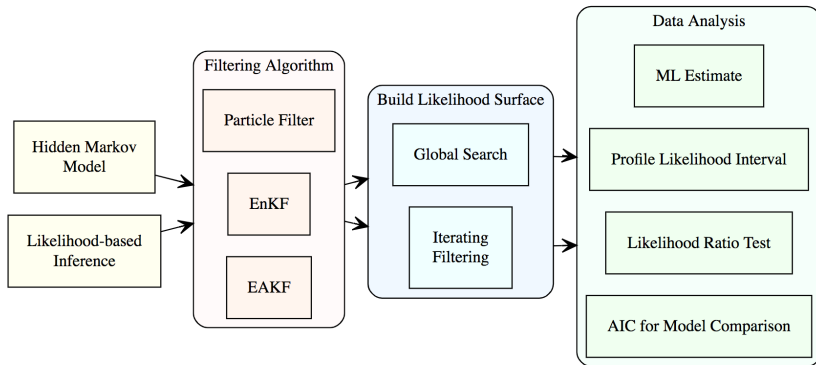 Hidden Markov
Model
Likelihood-based
Inference
Filtering Algorithm
Particle Filter
EnKF
EAKF
Build Likelihood Surface
Global Search
Iterating
Filtering
Data Analysis
ML Estimate
Profile Likelihood Interval
Likelihood Ratio Test
AIC for Model Comparison